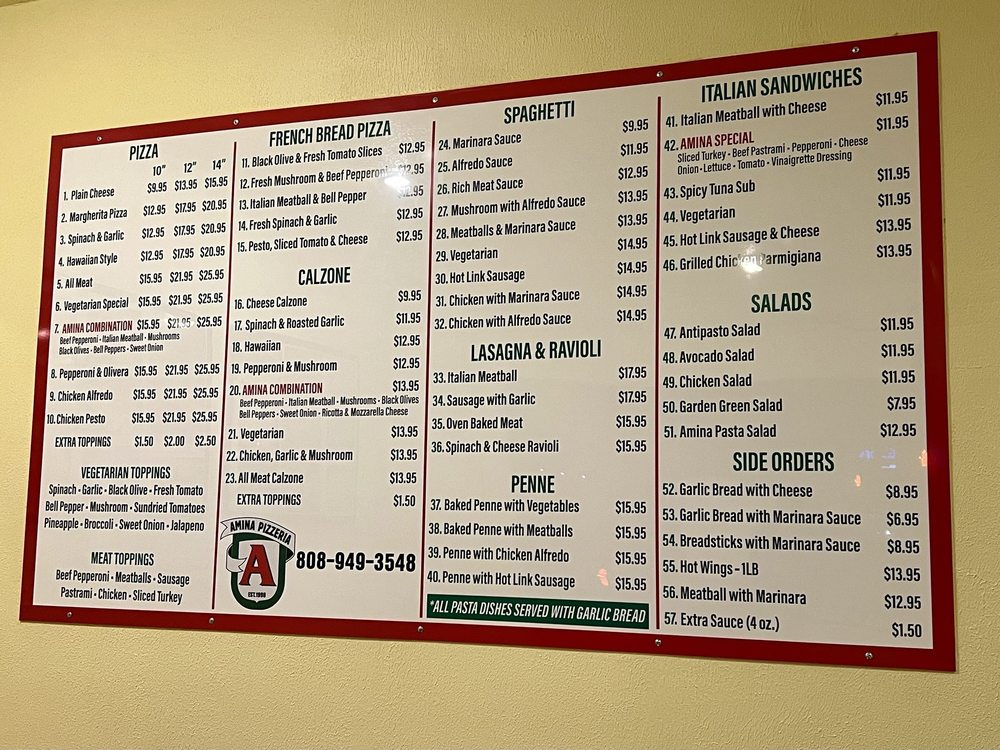 PIZZA
10" 12" 14"
1. Plain Cheese $9.95 $13.95 $15.95
2. Margherita Pizza $12.95 $17.95 $20.95
3. Spinach & Garlic $12.95 $17.95 $20.95
4. Hawaiian Style $12.95 $17.95 $20.95
5. All Meat $15.95 $21.95 $25.95
6. Vegetarian Special $15.95 $21.95 $25.95
7. AMINA COMBINATION $15.95 $21.95 $25.95
Beef Pepperoni • Italian Meatball • Mushrooms
Black Olives • Bell Peppers • Sweet Onion
8. Pepperoni & Olivera $15.95 $21.95 $25.95
9. Chicken Alfredo $15.95 $21.95 $25.95
10. Chicken Pesto $15.95 $21.95 $25.95
EXTRA TOPPINGS $1.50 $2.00 $2.50
VEGETARIAN TOPPINGS
Spinach • Garlic • Black Olive • Fresh Tomato
Bell Pepper • Mushroom • Sundried Tomatoes
Pineapple • Broccoli • Sweet Onion • Jalapeno
MEAT TOPPINGS
Beef Pepperoni • Meatballs • Sausage
Pastrami • Chicken • Sliced Turkey
FRENCH BREAD PIZZA
11. Black Olive & Fresh Tomato Slices $12.95
12. Fresh Mushroom & Beef Pepperoni $12.95
13. Italian Meatball & Bell Pepper $12.95
14. Fresh Spinach & Garlic $12.95
15. Pesto, Sliced Tomato & Cheese $12.95
CALZONE
16. Cheese Calzone $9.95
17. Spinach & Roasted Garlic $11.95
18. Hawaiian $12.95
19. Pepperoni & Mushroom $12.95
20. AMINA COMBINATION $13.95
Beef Pepperoni • Italian Meatball • Mushrooms • Black Olives
Bell Peppers • Sweet Onion • Ricotta & Mozzarella Cheese
21. Vegetarian $13.95
22. Chicken, Garlic & Mushroom $13.95
23. All Meat Calzone $13.95
EXTRA TOPPINGS $1.50
AMINA PIZZERIA
A
EST. 1998
808-949-3548
SPAGHETTI
24. Marinara Sauce $9.95
25. Alfredo Sauce $11.95
26. Rich Meat Sauce $12.95
27. Mushroom with Alfredo Sauce $13.95
28. Meatballs & Marinara Sauce $13.95
29. Vegetarian $14.95
30. Hot Link Sausage $14.95
31. Chicken with Marinara Sauce $14.95
32. Chicken with Alfredo Sauce $14.95
LASAGNA & RAVIOLI
33. Italian Meatball $17.95
34. Sausage with Garlic $17.95
35. Oven Baked Meat $15.95
36. Spinach & Cheese Ravioli $15.95
PENNE
37. Baked Penne with Vegetables $15.95
38. Baked Penne with Meatballs $15.95
39. Penne with Chicken Alfredo $15.95
40. Penne with Hot Link Sausage $15.95
*ALL PASTA DISHES SERVED WITH GARLIC BREAD
ITALIAN SANDWICHES
41. Italian Meatball with Cheese $11.95
42. AMINA SPECIAL $11.95
Sliced Turkey • Beef Pastrami • Pepperoni • Cheese
Onion • Lettuce • Tomato • Vinaigrette Dressing
43. Spicy Tuna Sub $11.95
44. Vegetarian $11.95
45. Hot Link Sausage & Cheese $13.95
46. Grilled Chicken Parmigiana $13.95
SALADS
47. Antipasto Salad $11.95
48. Avocado Salad $11.95
49. Chicken Salad $11.95
50. Garden Green Salad $7.95
51. Amina Pasta Salad $12.95
SIDE ORDERS
52. Garlic Bread with Cheese $8.95
53. Garlic Bread with Marinara Sauce $6.95
54. Breadsticks with Marinara Sauce $8.95
55. Hot Wings - 1LB $13.95
56. Meatball with Marinara $12.95
57. Extra Sauce (4 oz.) $1.50